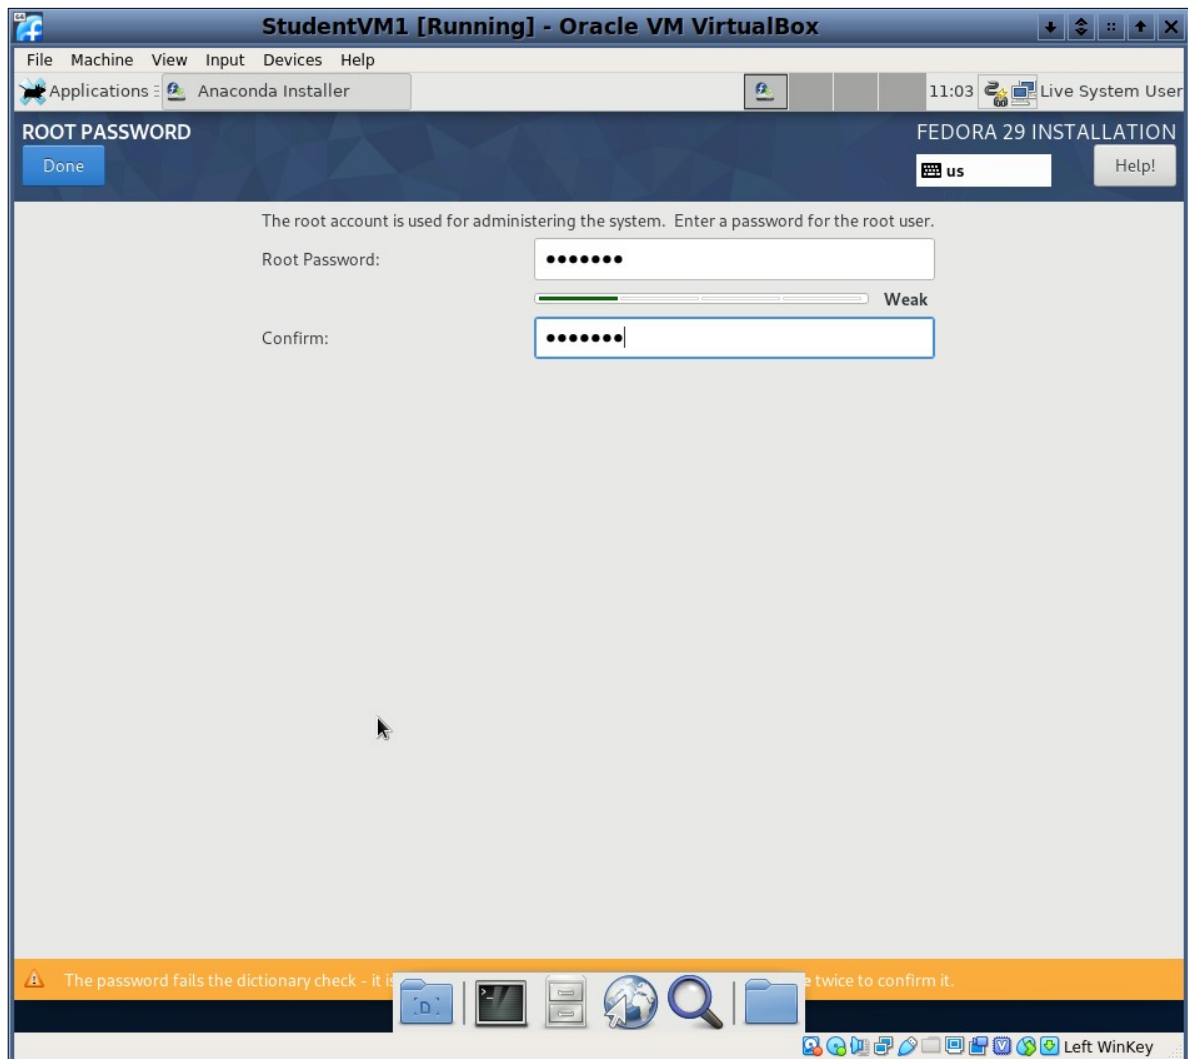 StudentVM1 [Running] - Oracle VM VirtualBox
File Machine View Input Devices Help
Applications Anaconda Installer 11:03 Live System User
ROOT PASSWORD FEDORA 29 INSTALLATION
Done us Help!
The root account is used for administering the system. Enter a password for the root user.
Root Password: •••••••
Weak
Confirm: •••••••
The password fails the dictionary check - it is twice to confirm it.
Left WinKey